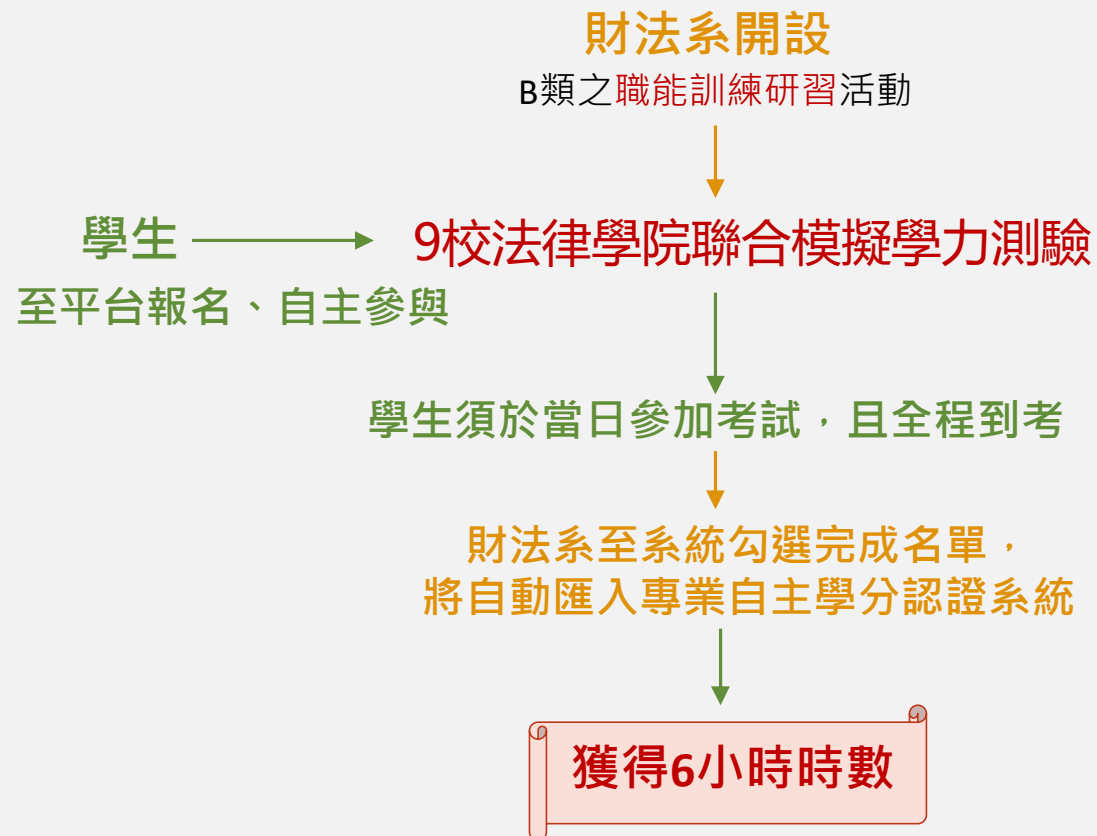 財法系開設
B類之職能訓練研習活動
學生
9校法律學院聯合模擬學力測驗
至平台報名、自主參與
學生須於當日參加考試，且全程到考
財法系至系統勾選完成名單，
將自動匯入專業自主學分認證系統
獲得6小時時數